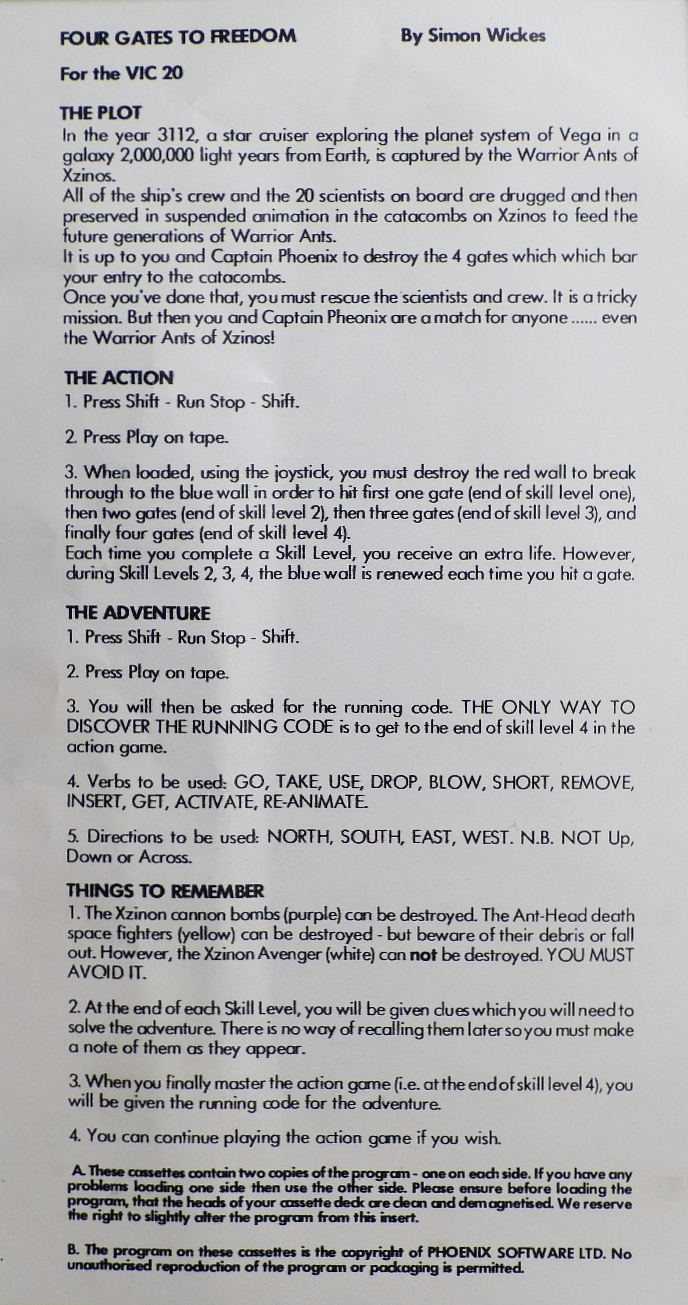 FOUR GATES TO FREEDOM By Simon Wickes
For the VIC 20
THE PLOT
In the year 3112, a star cruiser exploring the planet system of Vega in a
galaxy 2,000,000 light years from Earth, is captured by the Warrior Ants of
Xzinos.
All of the ship's crew and the 20 scientists on board are drugged and then
preserved in suspended animation in the catacombs on Xzinos to feed the
future generations of Warrior Ants.
It is up to you and Captain Phoenix to destroy the 4 gates which which bar
your entry to the catacombs.
Once you've done that, you must rescue the scientists and crew. It is a tricky
mission. But then you and Captain Pheonix are a match for anyone ...... even
the Warrior Ants of Xzinos!
THE ACTION
1. Press Shift - Run Stop - Shift.
2. Press Play on tape.
3. When loaded, using the joystick, you must destroy the red wall to break
through to the blue wall in order to hit first one gate (end of skill level one),
then two gates (end of skill level 2), then three gates (end of skill level 3), and
finally four gates (end of skill level 4).
Each time you complete a Skill Level, you receive an extra life. However,
during Skill Levels 2, 3, 4, the blue wall is renewed each time you hit a gate.
THE ADVENTURE
1. Press Shift - Run Stop - Shift.
2. Press Play on tape.
3. You will then be asked for the running code. THE ONLY WAY TO
DISCOVER THE RUNNING CODE is to get to the end of skill level 4 in the
action game.
4. Verbs to be used: GO, TAKE, USE, DROP, BLOW, SHORT, REMOVE,
INSERT, GET, ACTIVATE, RE-ANIMATE.
5. Directions to be used: NORTH, SOUTH, EAST, WEST. N.B. NOT Up,
Down or Across.
THINGS TO REMEMBER
1. The Xzinon cannon bombs (purple) can be destroyed. The Ant-Head death
space fighters (yellow) can be destroyed - but beware of their debris or fall
out. However, the Xzinon Avenger (white) can not be destroyed. YOU MUST
AVOID IT.
2. At the end of each Skill Level, you will be given clues which you will need to
solve the adventure. There is no way of recalling them later so you must make
a note of them as they appear.
3. When you finally master the action game (i.e. at the end of skill level 4), you
will be given the running code for the adventure.
4. You can continue playing the action game if you wish.
A. These cassettes contain two copies of the program - one on each side. If you have any
problems loading one side then use the other side. Please ensure before loading the
program, that the heads of your cassette deck are clean and demagnetised. We reserve
the right to slightly alter the program from this insert.
B. The program on these cassettes is the copyright of PHOENIX SOFTWARE LTD. No
unauthorised reproduction of the program or packaging is permitted.